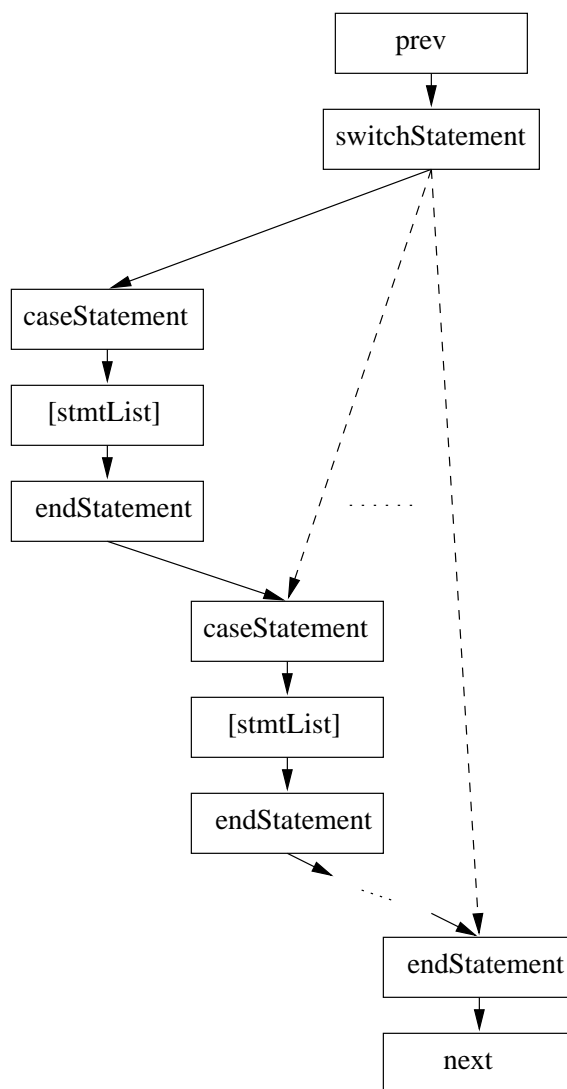 prev
switchStatement
caseStatement
[stmtList]
endStatement
......
caseStatement
[stmtList]
endStatement
.....
endStatement
next